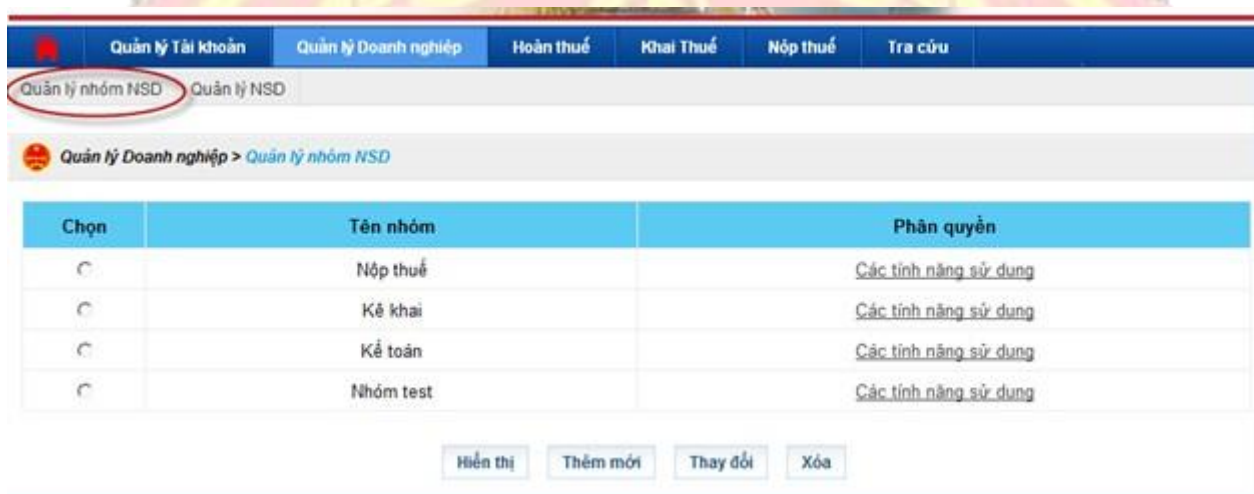 Quản lý Tài khoản Quản lý Doanh nghiệp Hoàn thuế Khai Thuế Nộp thuế Tra cứu
Quản lý nhóm NSD Quản lý NSD
Quản lý Doanh nghiệp > Quản lý nhóm NSD
Chọn Tên nhóm Phân quyền
Nộp thuế Các tính năng sử dụng
Kê khai Các tính năng sử dụng
Kế toán Các tính năng sử dụng
Nhóm test Các tính năng sử dụng
Hiển thị Thêm mới Thay đổi Xóa